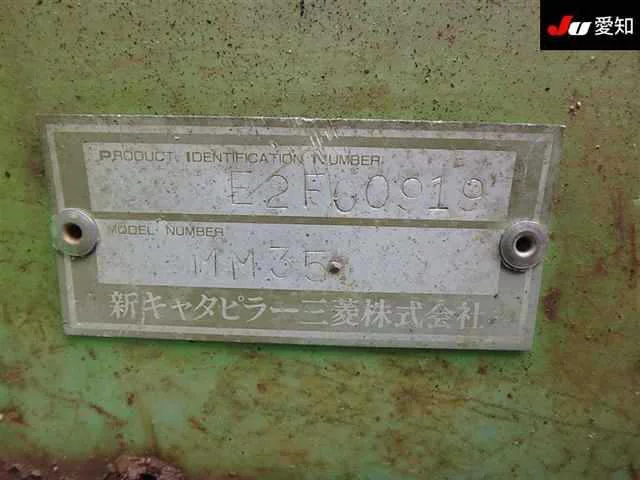 JU 愛知
PRODUCT IDENTIFICATION NUMBER
E2F00919
MODEL NUMBER
MM35
新キャタピラー三菱株式会社